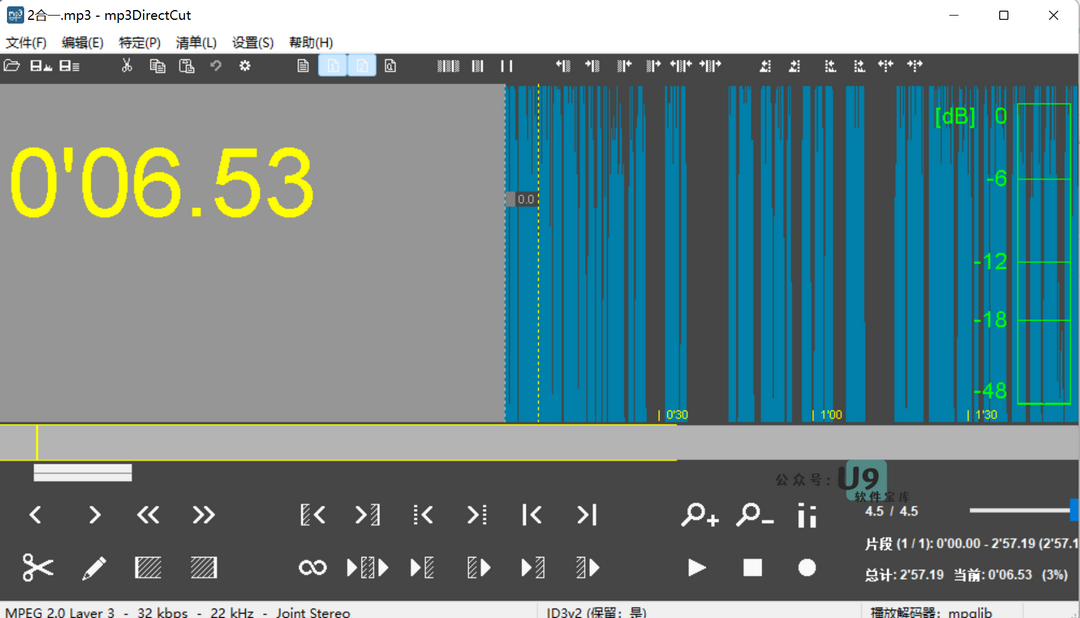 2合一.mp3 - mp3DirectCut
文件(F) 编辑(E) 特定(P) 清单(L) 设置(S) 帮助(H)
[dB] 0
0'06.53
-6
0.0
-12
-18
-48
0'30 1'00 1'30
公众号: U9
软件宝库
4.5 / 4.5
片段 (1 / 1): 0'00.00 - 2'57.19 (2'57.1
总计: 2'57.19 当前: 0'06.53 (3%)
MPEG 2.0 Layer 3 - 32 kbps - 22 kHz - Joint Stereo ID3v2 (保留: 是) 播放解码器: mpglib